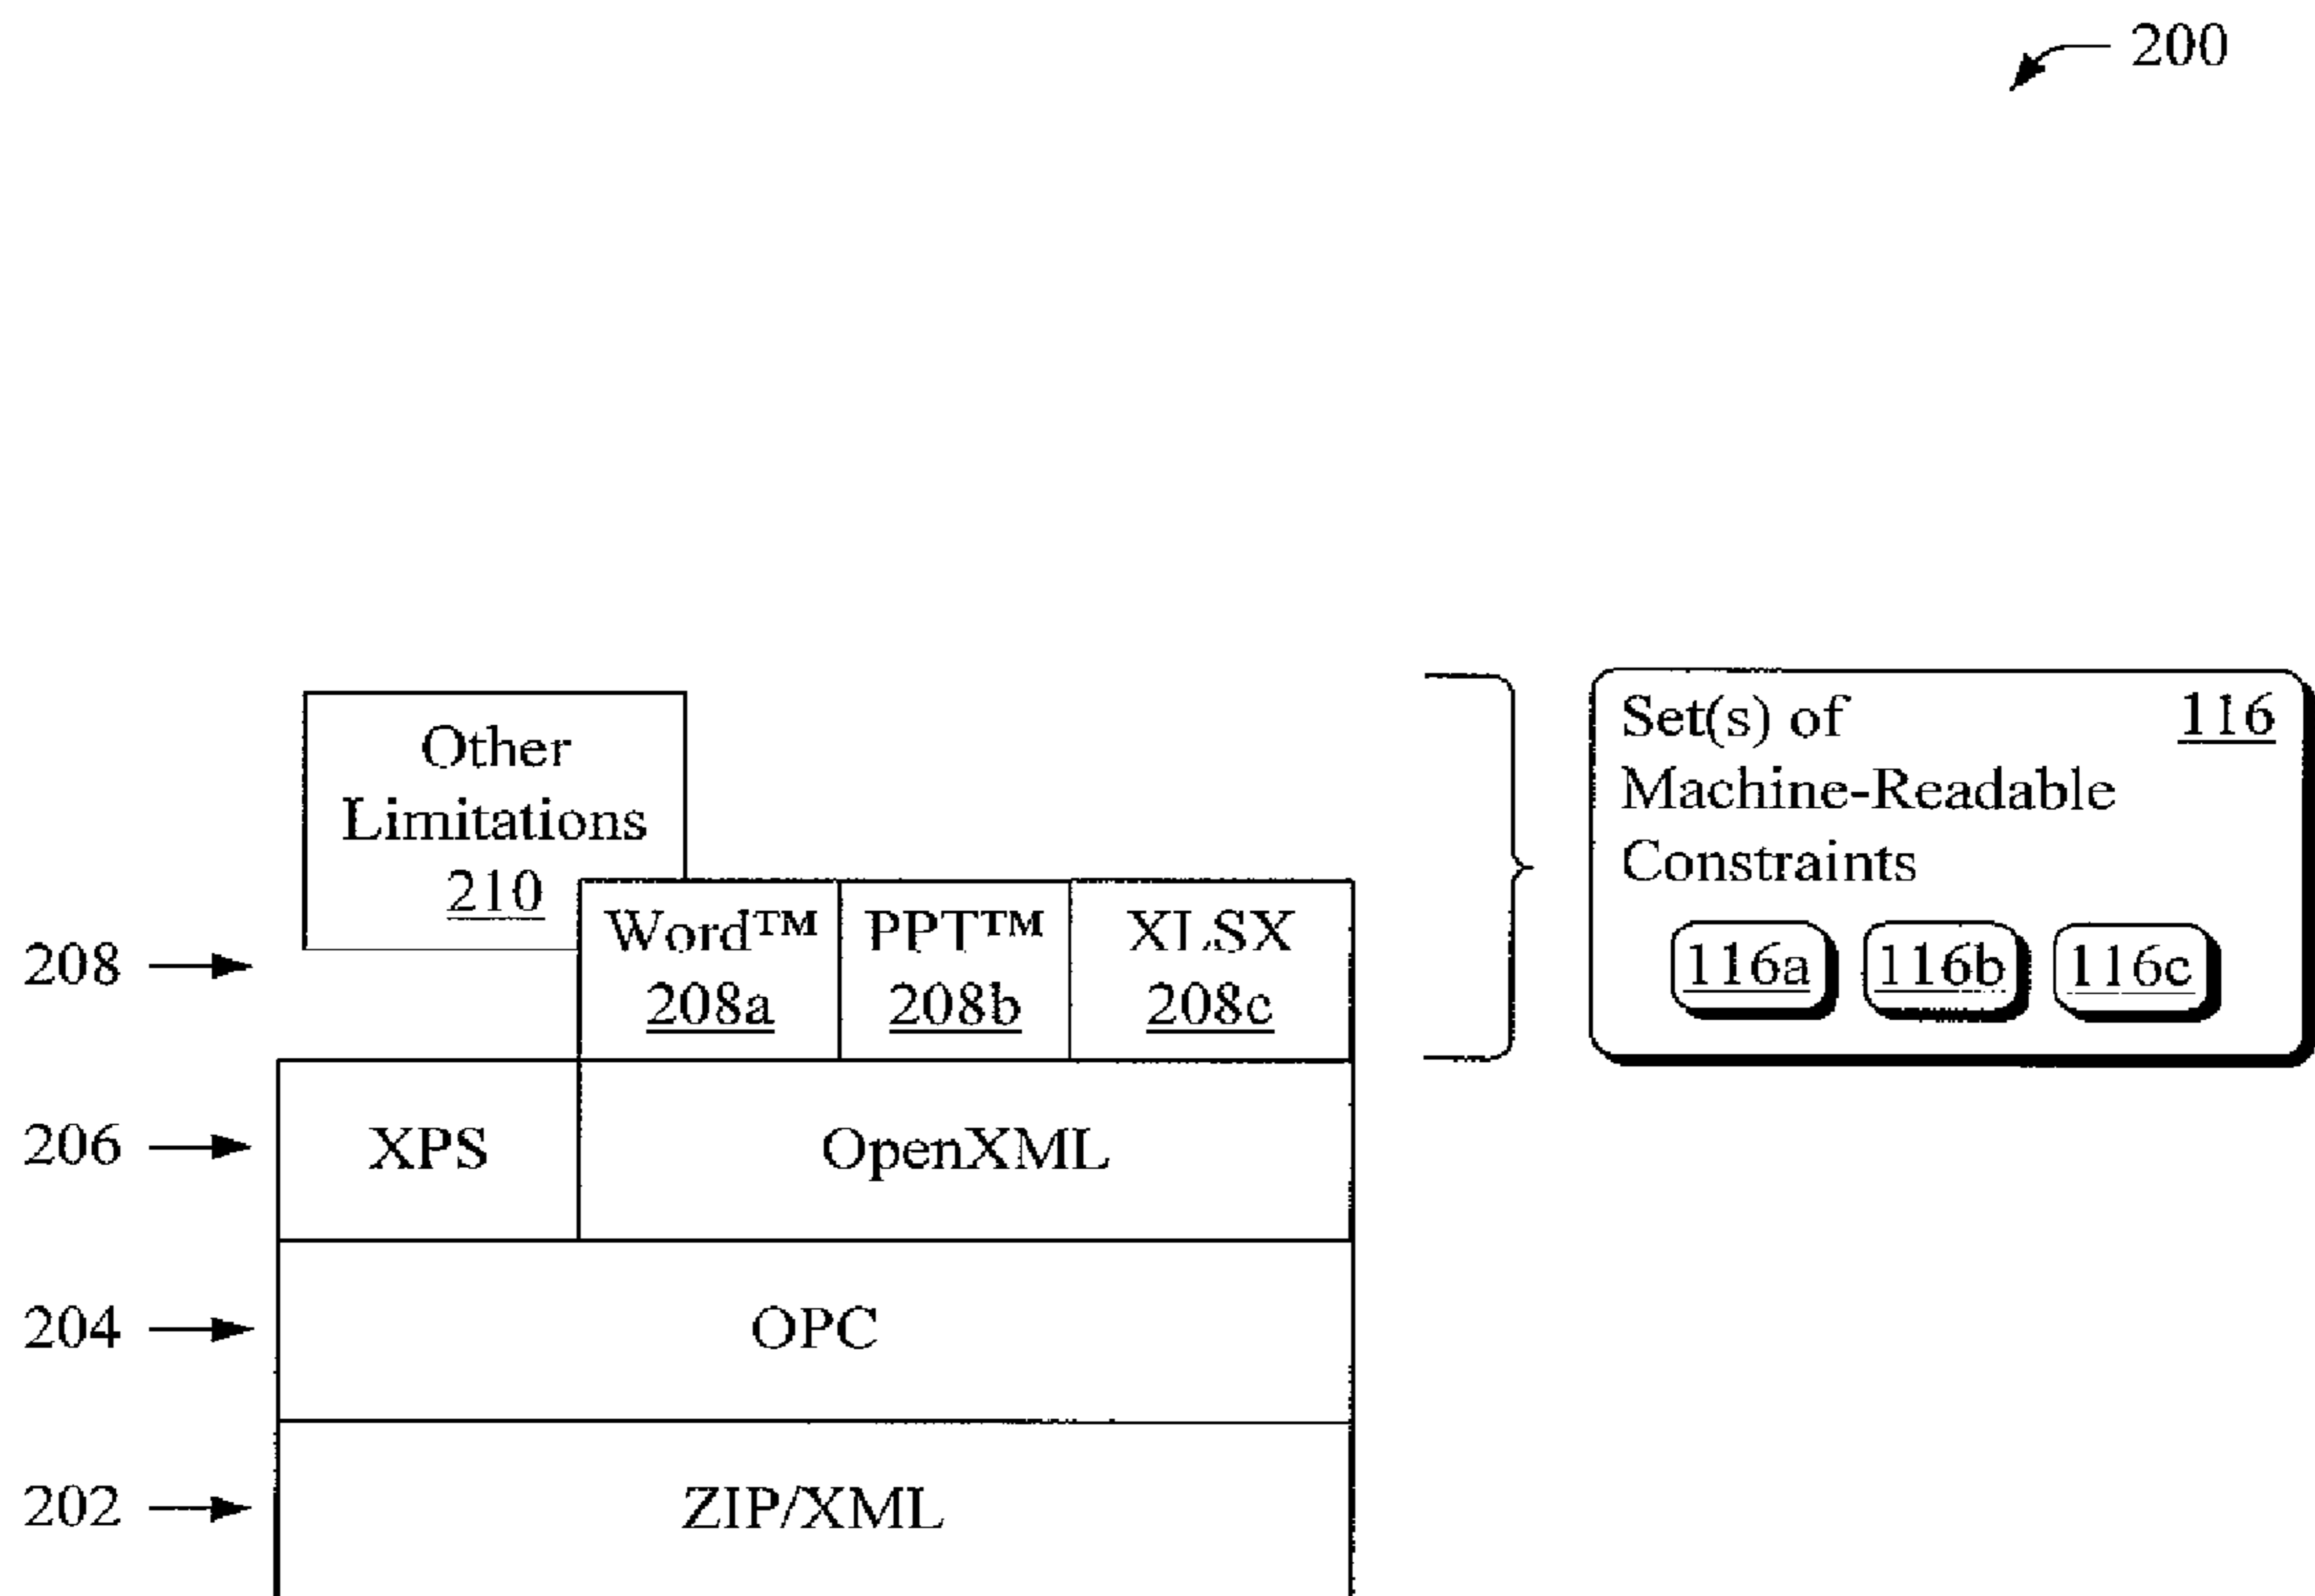 200
Other
Limitations
210
Set(s) of 116
Machine-Readable
Constraints
116a 116b 116c
208
Word™ PPT™ XLSX
208a 208b 208c
206 XPS OpenXML
204 OPC
202 ZIP/XML